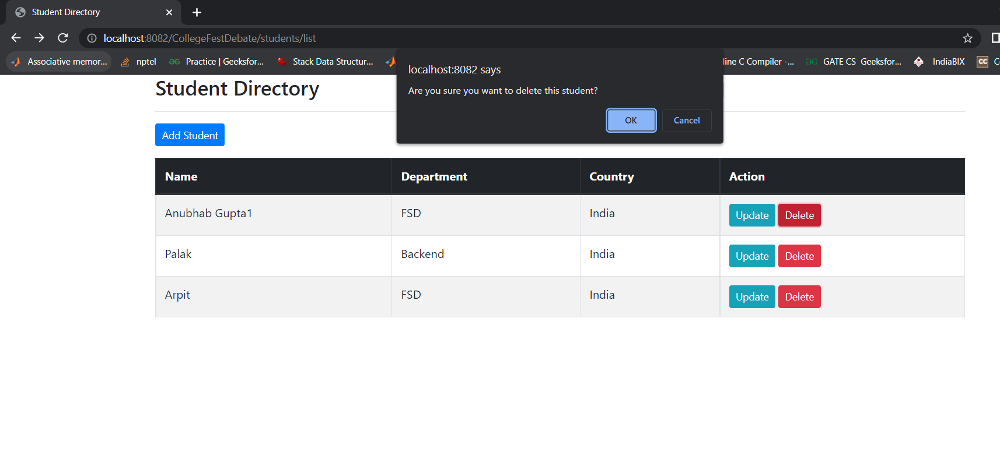 Student Directory
localhost:8082/CollegeFestDebate/students/list
Associative memor... nptel Practice | Geeksfor... Stack Data Structur... line C Compiler -... GATE CS Geeksfor... IndiaBIX
localhost:8082 says
Are you sure you want to delete this student?
OK Cancel
Student Directory
Add Student
Name Department Country Action
Anubhab Gupta1 FSD India Update Delete
Palak Backend India Update Delete
Arpit FSD India Update Delete